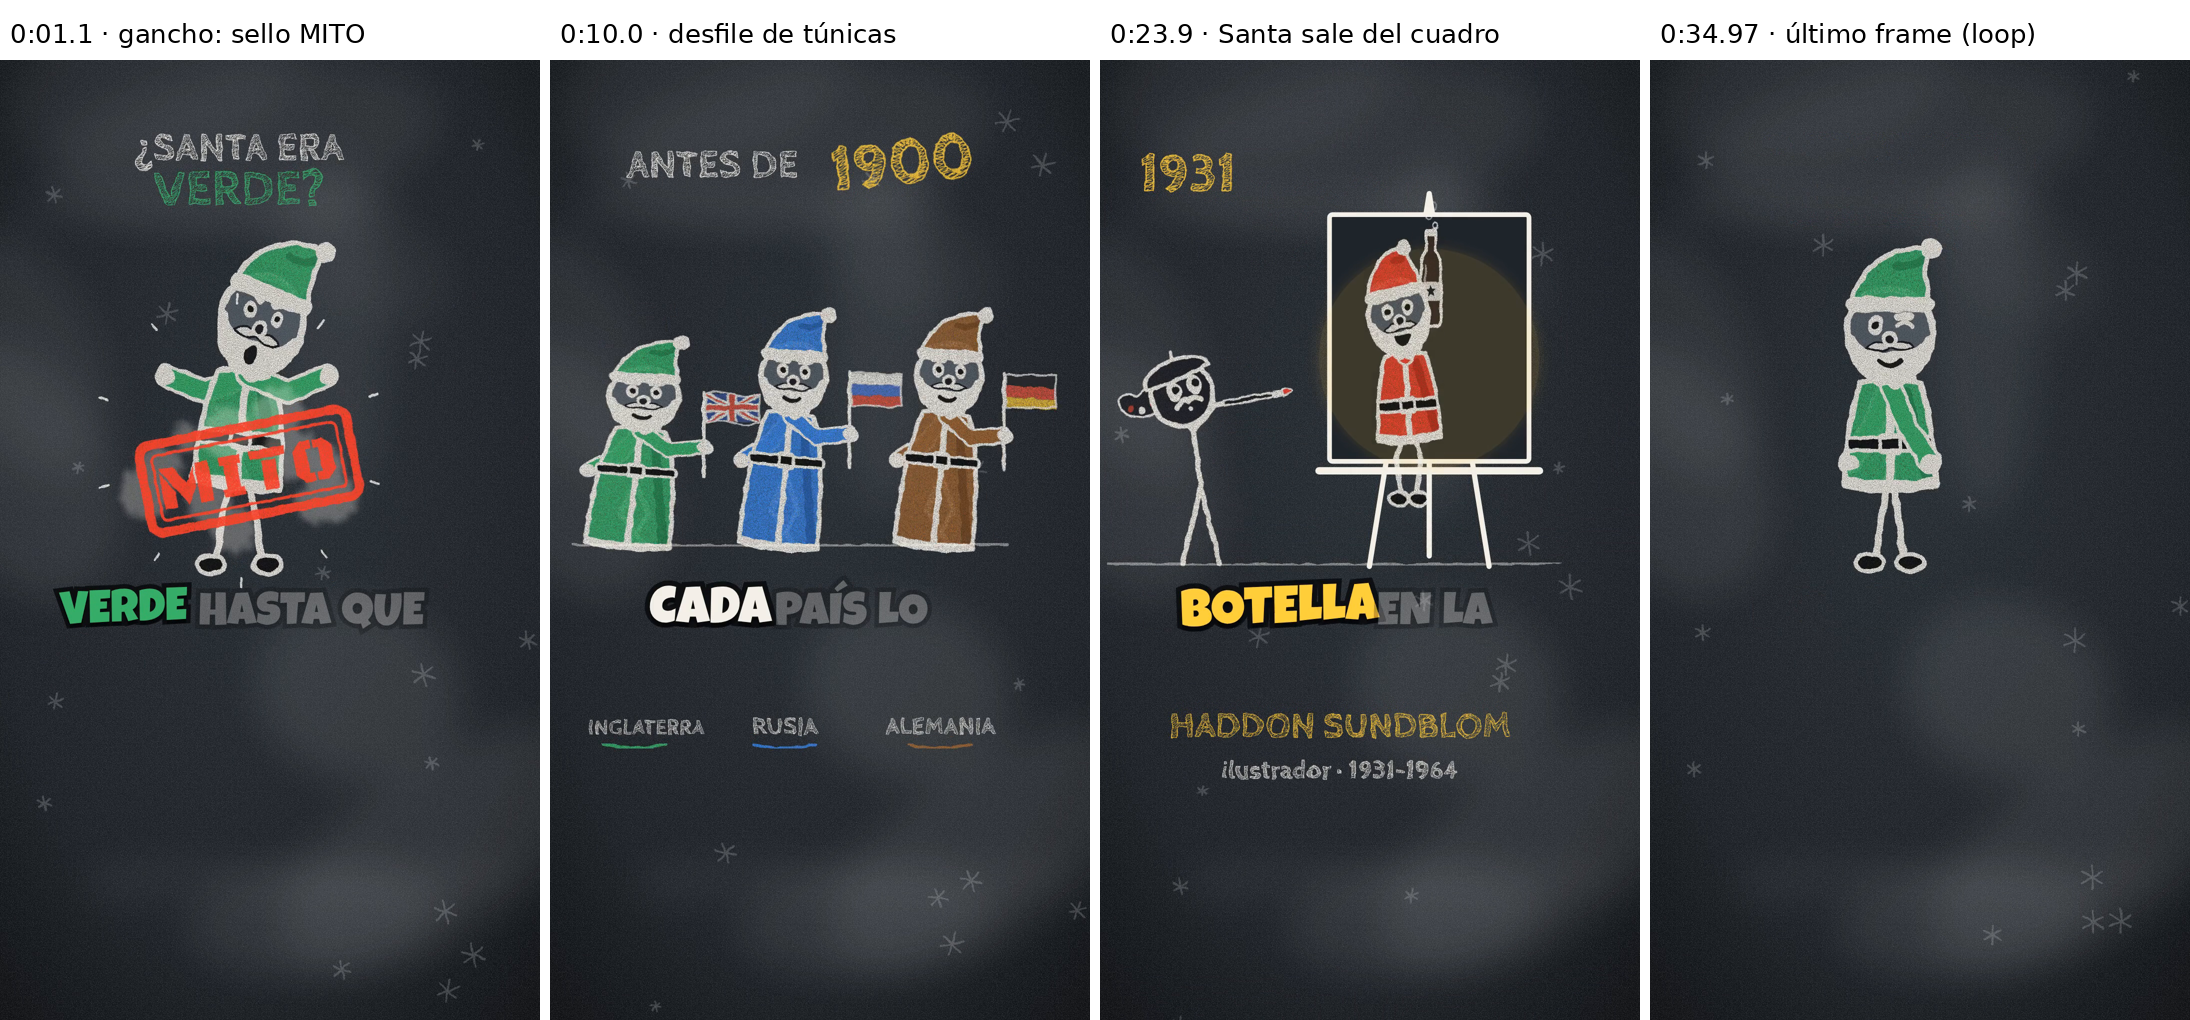 0:01.1 · gancho: sello MITO
¿SANTA ERA
VERDE?
MITO
VERDE HASTA QUE
0:10.0 · desfile de túnicas
ANTES DE 1900
CADA PAÍS LO
INGLATERRA RUSIA ALEMANIA
0:23.9 · Santa sale del cuadro
1931
BOTELLA EN LA
HADDON SUNDBLOM
ilustrador · 1931-1964
0:34.97 · último frame (loop)